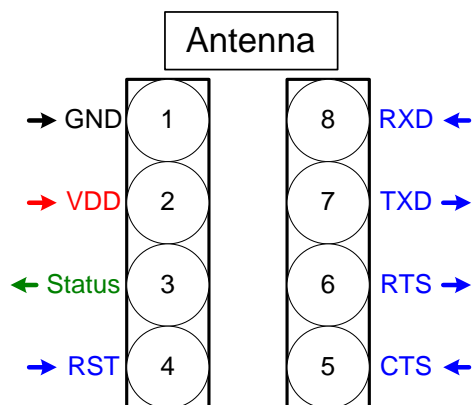 Antenna
GND 1 8 RXD
VDD 2 7 TXD
Status 3 6 RTS
RST 4 5 CTS